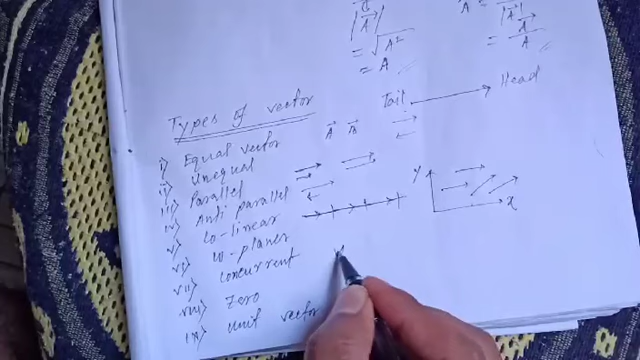 |A|
= √A²
= A
|A|
= A / A
Tail Head
Types of vector
i) Equal vector
ii) Unequal
iii) Parallel
iv) Anti parallel
v) Co-linear
vi) co-planer
vii) concurrent
viii) Zero
ix) unit vector
A B
Y
X